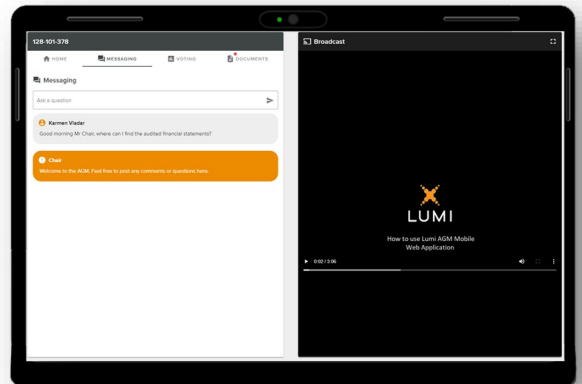 128-101-378
HOME MESSAGING VOTING DOCUMENTS
Messaging
Ask a question
Karmen Vladar
Good morning Mr Chair, where can I find the audited financial statements?
Chair
Welcome to the AGM. Feel free to post any comments or questions here.
Broadcast
LUMI
How to use Lumi AGM Mobile
Web Application
0:02 / 3:06